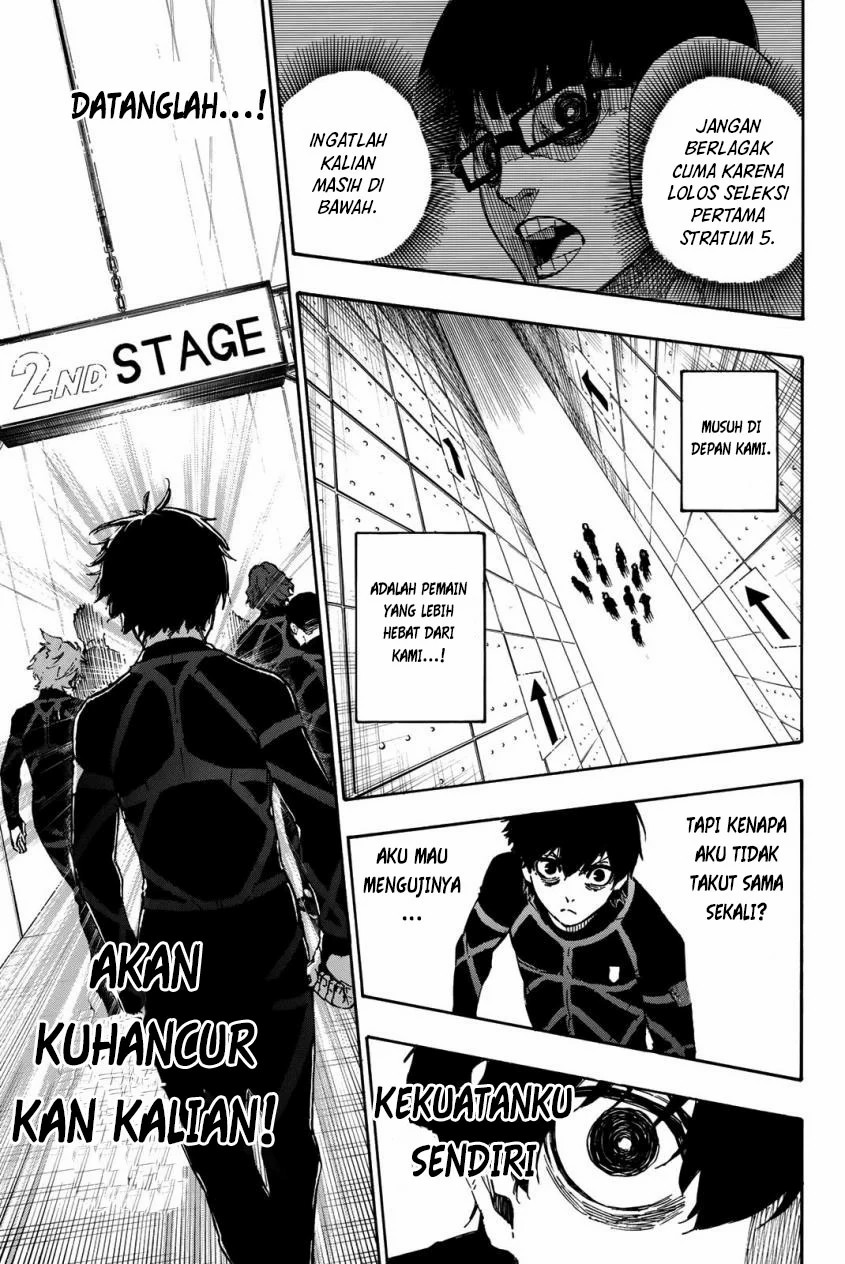 JANGAN
BERLAGAK
CUMA KARENA
LOLOS SELEKSI
PERTAMA
STRATUM 5.
INGATLAH
KALIAN
MASIH DI
BAWAH.
MUSUH DI
DEPAN KAMI.
ADALAH PEMAIN
YANG LEBIH
HEBAT DARI
KAMI...!
TAPI KENAPA
AKU TIDAK
TAKUT SAMA
SEKALI?
AKU MAU
MENGUJINYA
...
KEKUATANKU
SENDIRI
DATANGLAH...!
2ND STAGE
AKAN
KUHANCUR
KAN KALIAN!